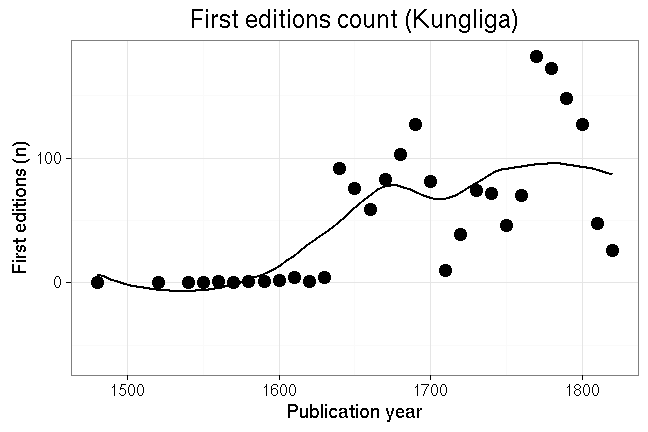 First editions count (Kungliga)
First editions (n)
100
0
1500 1600 1700 1800
Publication year